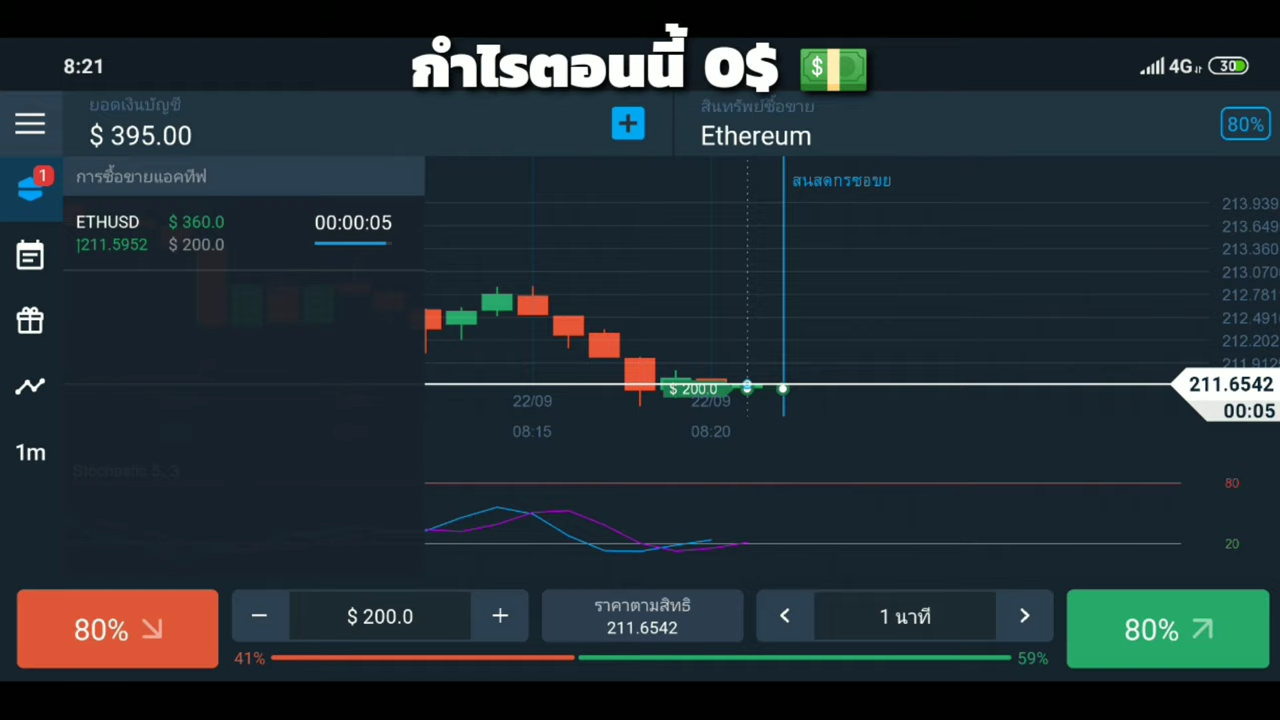 กำไรตอนนี้ 0$
8:21
4G
30
ยอดเงินบัญชี
$ 395.00
สินทรัพย์ซื้อขาย
Ethereum
80%
1
การซื้อขายแอคทีฟ
ETHUSD $ 360.0 00:00:05
211.5952 $ 200.0
สนสดกรซอขย
213.939
213.649
213.360
213.070
212.781
212.491
212.202
211.912
$ 200.0
211.6542
00:05
22/09 22/09
08:15 08:20
1m
Stochastic 5, 3
80
20
80%
$ 200.0
ราคาตามสิทธิ
211.6542
1 นาที
80%
41% 59%